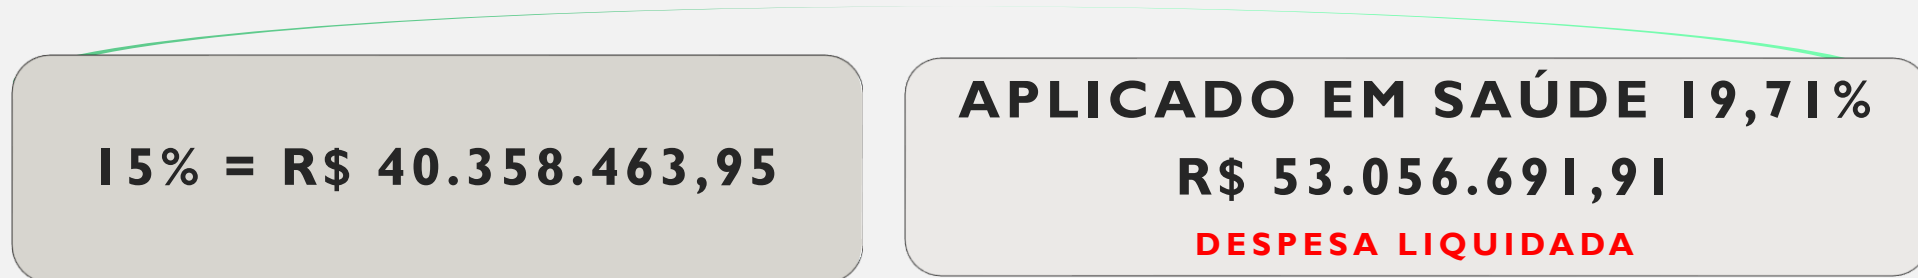 15% = R$ 40.358.463,95
APLICADO EM SAÚDE 19,71%
R$ 53.056.691,91
DESPESA LIQUIDADA